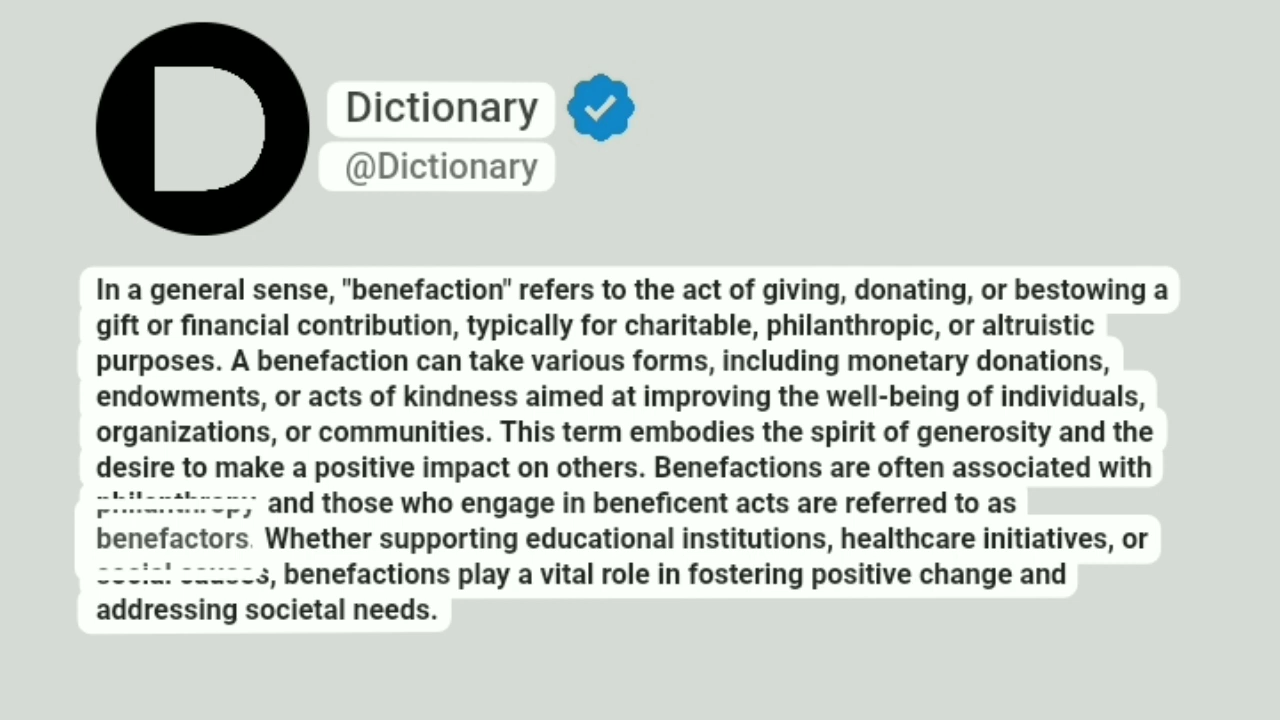 Dictionary
@Dictionary
In a general sense, "benefaction" refers to the act of giving, donating, or bestowing a
gift or financial contribution, typically for charitable, philanthropic, or altruistic
purposes. A benefaction can take various forms, including monetary donations,
endowments, or acts of kindness aimed at improving the well-being of individuals,
organizations, or communities. This term embodies the spirit of generosity and the
desire to make a positive impact on others. Benefactions are often associated with
philanthropy and those who engage in beneficent acts are referred to as
benefactors. Whether supporting educational institutions, healthcare initiatives, or
social causes, benefactions play a vital role in fostering positive change and
addressing societal needs.